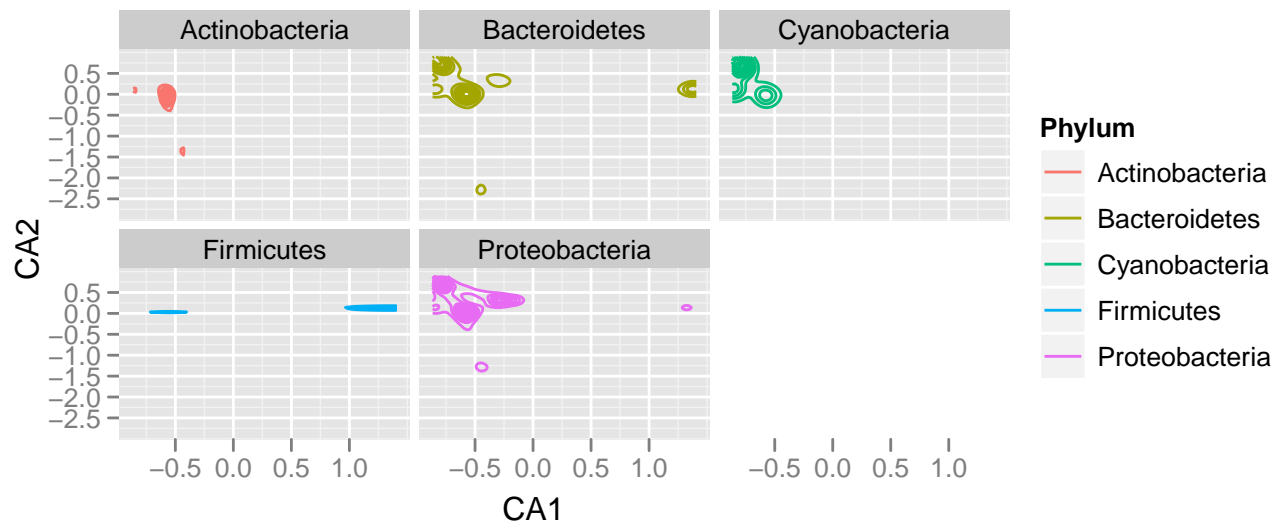 Actinobacteria Bacteroidetes Cyanobacteria
0.5
0.0
−0.5
−1.0
−1.5
−2.0
−2.5
Firmicutes Proteobacteria
0.5
0.0
−0.5
−1.0
−1.5
−2.0
−2.5
−0.5 0.0 0.5 1.0 −0.5 0.0 0.5 1.0 −0.5 0.0 0.5 1.0
CA1
CA2
Phylum
Actinobacteria
Bacteroidetes
Cyanobacteria
Firmicutes
Proteobacteria